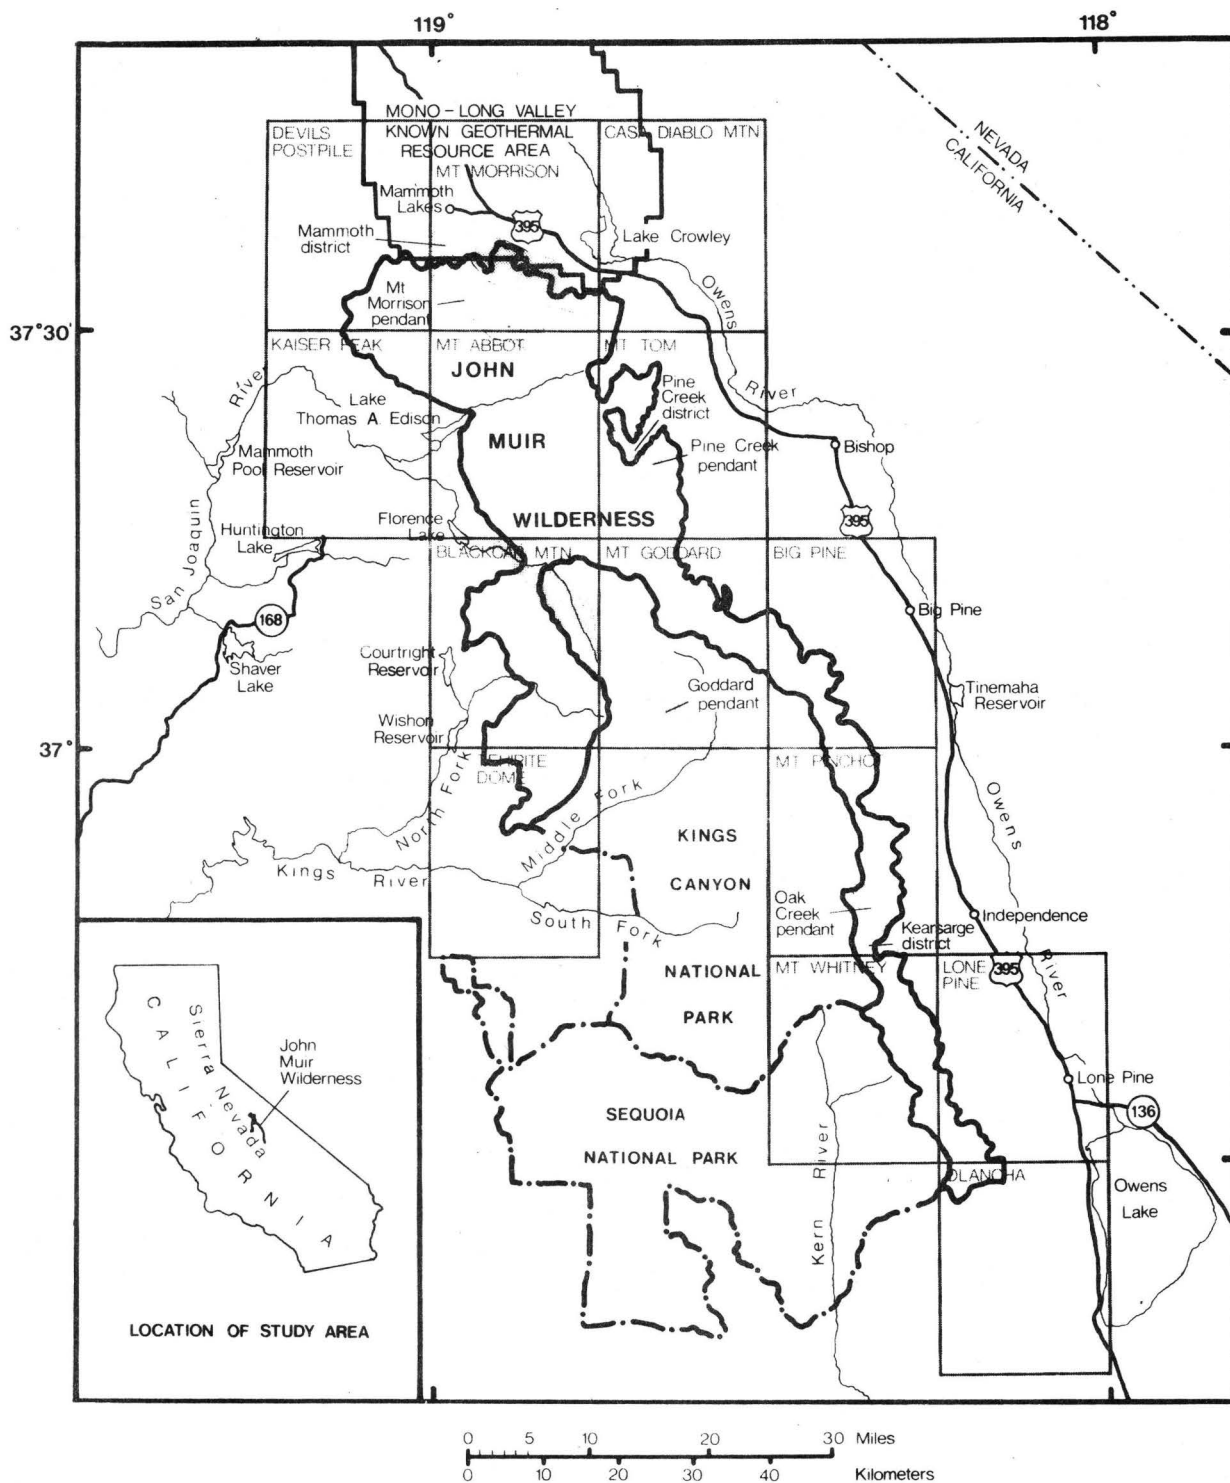 119°
118°
MONO-LONG VALLEY
KNOWN GEOTHERMAL
RESOURCE AREA
DEVILS
POSTPILE
CASA DIABLO MTN
MT MORRISON
NEVADA
CALIFORNIA
Mammoth
Lakes
395
Mammoth
district
Lake Crowley
Owens
River
Mt
Morrison
pendant
37°30'
KAISER PEAK
MT ABBOT
MT TOM
JOHN
MUIR
WILDERNESS
Pine
Creek
district
River
Lake
Thomas A Edison
Mammoth
Pool Reservoir
Pine Creek
pendant
Bishop
395
San Joaquin
Huntington
Lake
Florence
Lake
BLACKCAP MTN
MT GODDARD
BIG PINE
168
Shaver
Lake
Big Pine
Courtright
Reservoir
Goddard
pendant
Tinemaha
Reservoir
Wishon
Reservoir
37°
TEHIPITE
DOME
MT PINCHOT
North Fork
Middle Fork
Owens
River
KINGS
CANYON
NATIONAL
PARK
Kings River
South Fork
Oak
Creek
pendant
Kearsarge
district
Independence
MT WHITNEY
LONE
PINE
395
Lone Pine
136
SEQUOIA
NATIONAL PARK
Kern River
OLANCHA
Owens
Lake
CALIFORNIA
Sierra Nevada
John
Muir
Wilderness
LOCATION OF STUDY AREA
0 5 10 20 30 Miles
0 10 20 30 40 Kilometers